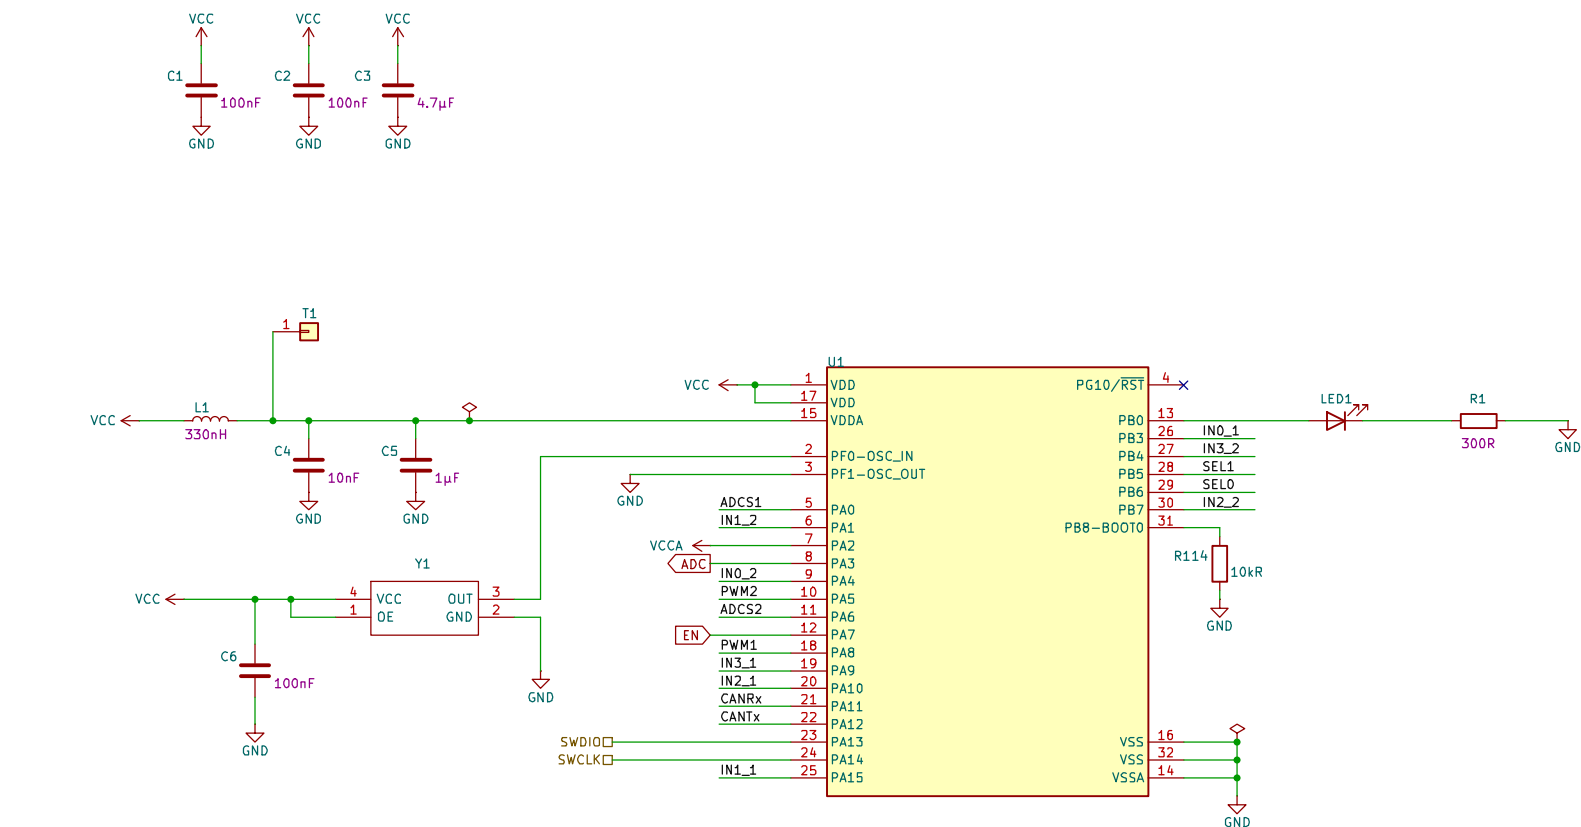 VCC VCC VCC
C1 C2 C3
100nF 100nF 4.7µF
GND GND GND
T1
1
U1
VCC 1 VDD PG10/RST 4
17 VDD
LED1 R1
VCC L1 15 VDDA PB0 13
330nH
300R
GND
PB3 26 IN0_1
C4 C5 2 PF0-OSC_IN PB4 27 IN3_2
10nF 1µF 3 PF1-OSC_OUT PB5 28 SEL1
GND
PB6 29 SEL0
GND GND
ADCS1 5 PA0 PB7 30 IN2_2
IN1_2 6 PA1 PB8-BOOT0 31
VCCA 7 PA2
R114
ADC 8 PA3
10kR
IN0_2 9 PA4
Y1
VCC 4 VCC OUT 3 PWM2 10 PA5
1 OE GND 2 ADCS2 11 PA6
GND
EN 12 PA7
C6 PWM1 18 PA8
IN3_1 19 PA9
100nF IN2_1 20 PA10
GND
CANRx 21 PA11
CANTx 22 PA12
GND
SWDIO 23 PA13 VSS 16
SWCLK 24 PA14 VSS 32
IN1_1 25 PA15 VSSA 14
GND